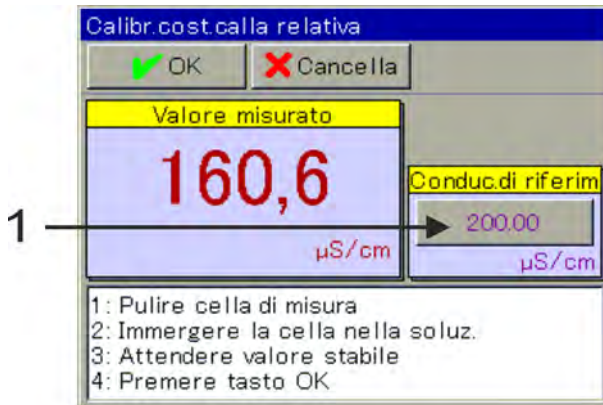 Calibr.cost.calla relativa
OK
Cancella
Valore misurato
160,6
µS/cm
Conduc.di riferim
1
200.00
µS/cm
1: Pulire cella di misura
2: Immergere la cella nella soluz.
3: Attendere valore stabile
4: Premere tasto OK